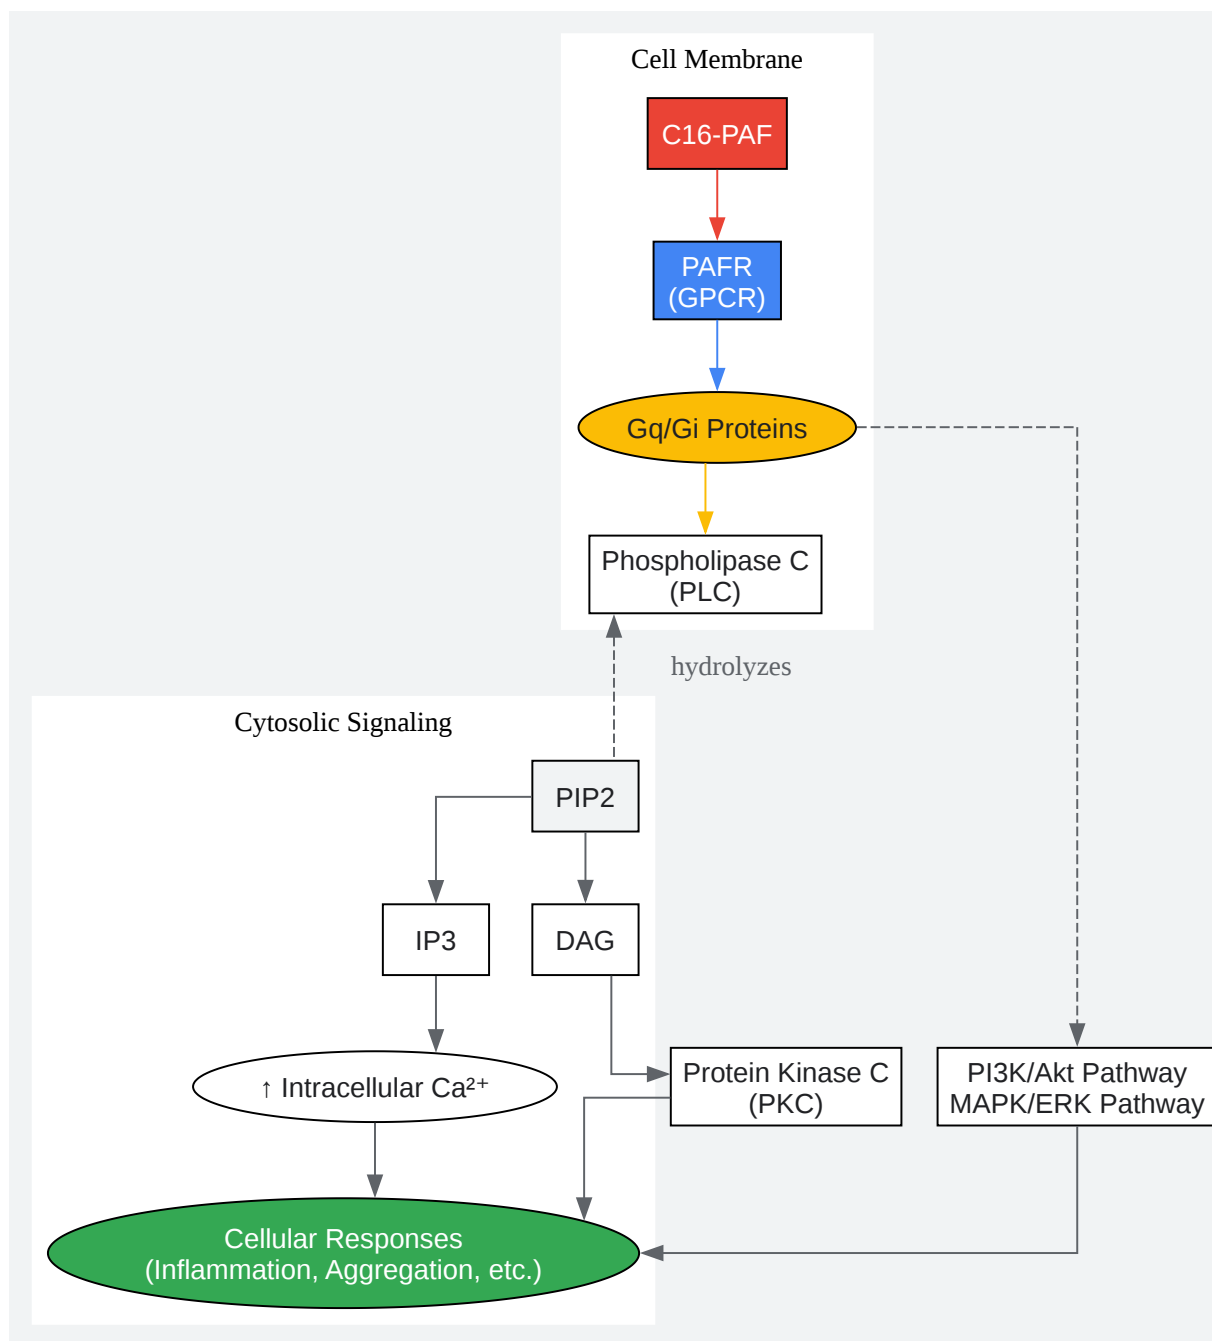 Cell Membrane
C16-PAF
PAFR
(GPCR)
Gq/Gi Proteins
Phospholipase C
(PLC)
hydrolyzes
Cytosolic Signaling
PIP2
IP3
DAG
↑ Intracellular Ca²⁺
Protein Kinase C
(PKC)
PI3K/Akt Pathway
MAPK/ERK Pathway
Cellular Responses
(Inflammation, Aggregation, etc.)